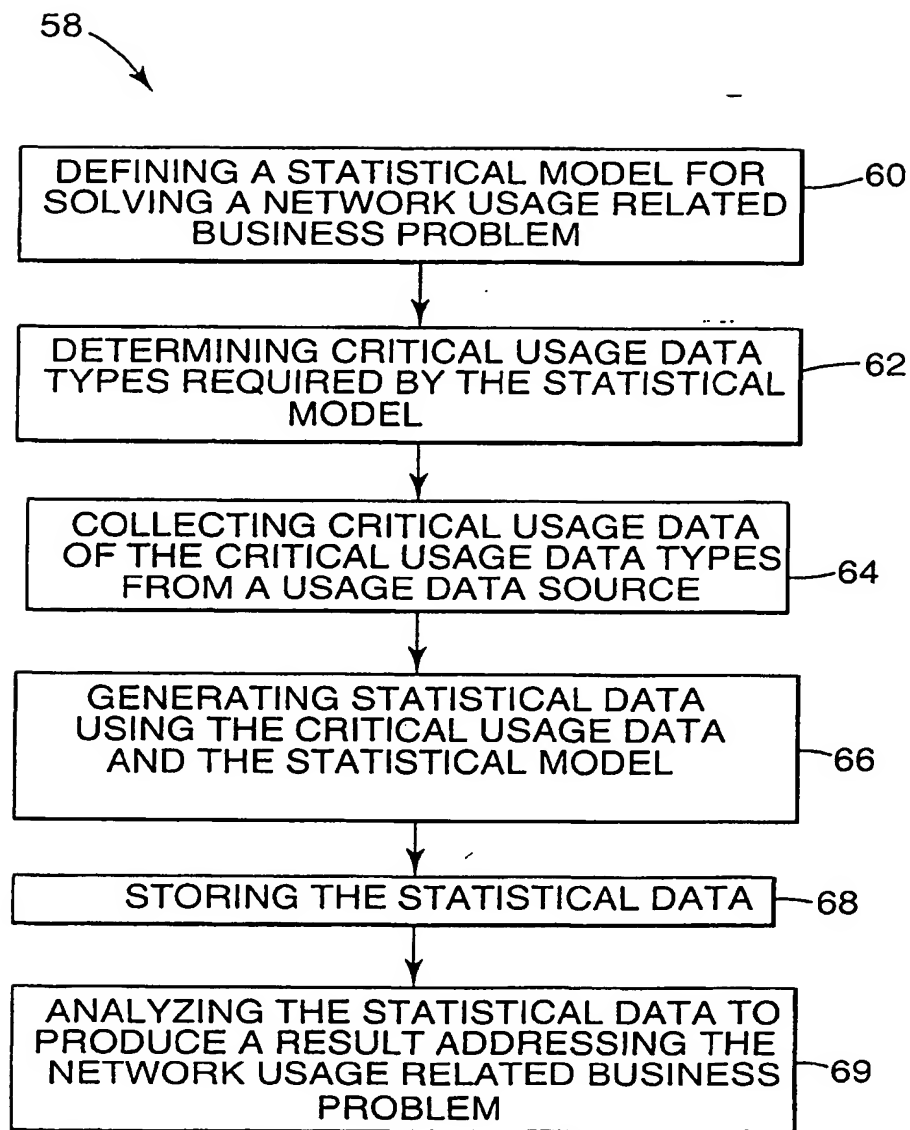 58
DEFINING A STATISTICAL MODEL FOR
SOLVING A NETWORK USAGE RELATED
BUSINESS PROBLEM
60
DETERMINING CRITICAL USAGE DATA
TYPES REQUIRED BY THE STATISTICAL
MODEL
62
COLLECTING CRITICAL USAGE DATA
OF THE CRITICAL USAGE DATA TYPES
FROM A USAGE DATA SOURCE
64
GENERATING STATISTICAL DATA
USING THE CRITICAL USAGE DATA
AND THE STATISTICAL MODEL
66
STORING THE STATISTICAL DATA
68
ANALYZING THE STATISTICAL DATA TO
PRODUCE A RESULT ADDRESSING THE
NETWORK USAGE RELATED BUSINESS
PROBLEM
69